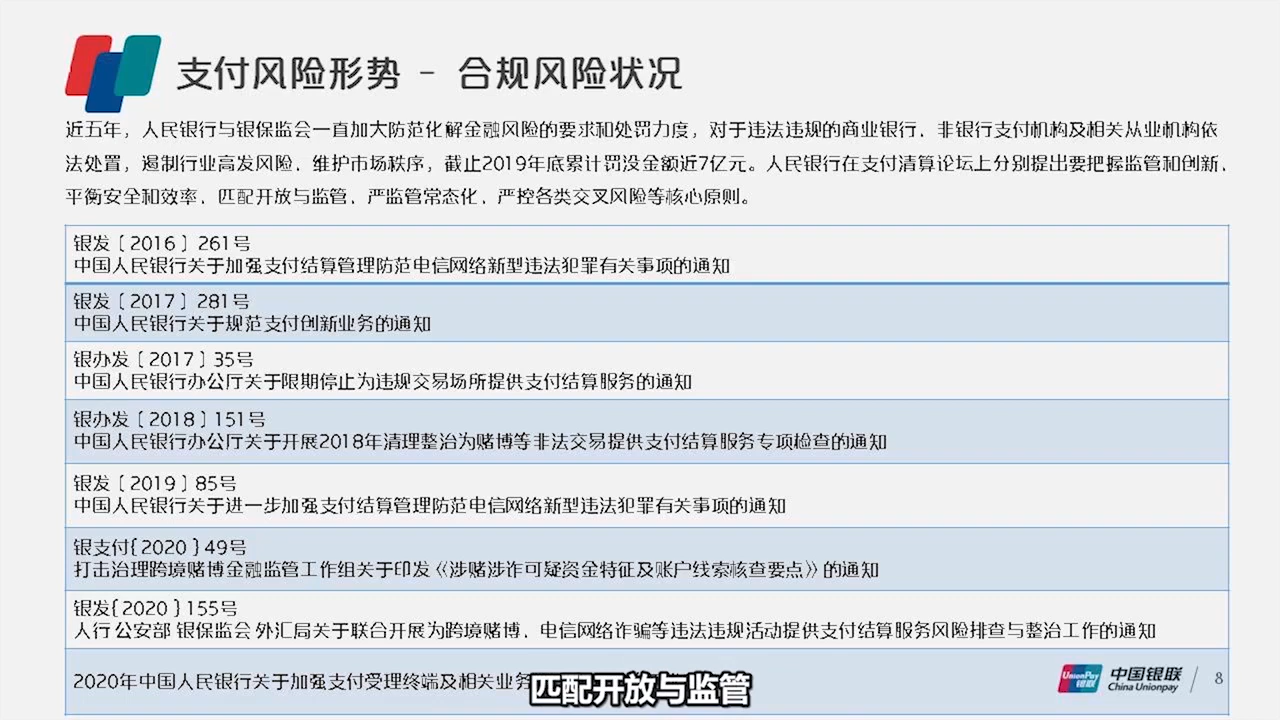 支付风险形势 - 合规风险状况
近五年，人民银行与银保监会一直加大防范化解金融风险的要求和处罚力度，对于违法违规的商业银行、非银行支付机构及相关从业机构依
法处置，遏制行业高发风险、维护市场秩序，截止2019年底累计罚没金额近7亿元。人民银行在支付清算论坛上分别提出要把握监管和创新、
平衡安全和效率、匹配开放与监管、严监管常态化、严控各类交叉风险等核心原则。
银发〔2016〕261号
中国人民银行关于加强支付结算管理防范电信网络新型违法犯罪有关事项的通知
银发〔2017〕281号
中国人民银行关于规范支付创新业务的通知
银办发〔2017〕35号
中国人民银行办公厅关于限期停止为违规交易场所提供支付结算服务的通知
银办发〔2018〕151号
中国人民银行办公厅关于开展2018年清理整治为赌博等非法交易提供支付结算服务专项检查的通知
银发〔2019〕85号
中国人民银行关于进一步加强支付结算管理防范电信网络新型违法犯罪有关事项的通知
银支付〔2020〕49号
打击治理跨境赌博金融监管工作组关于印发《涉赌涉诈可疑资金特征及账户线索核查要点》的通知
银发〔2020〕155号
人行 公安部 银保监会 外汇局关于联合开展为跨境赌博、电信网络诈骗等违法违规活动提供支付结算服务风险排查与整治工作的通知
2020年中国人民银行关于加强支付受理终端及相关业务
匹配开放与监管
UnionPay 银联 中国银联 China Unionpay / 8